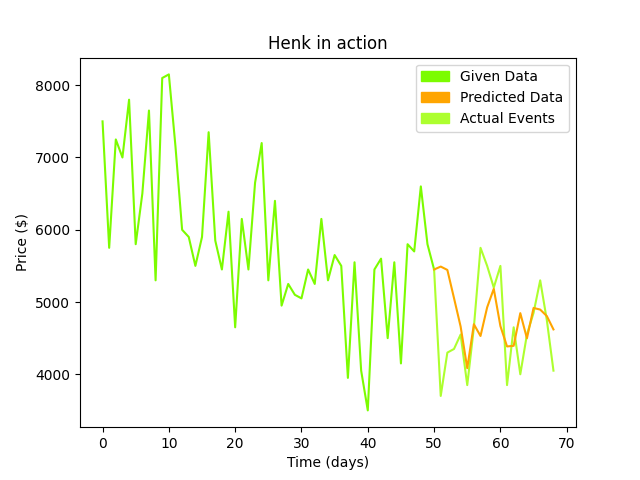 Henk in action
Given Data
Predicted Data
Actual Events
Price ($)
8000
7000
6000
5000
4000
0 10 20 30 40 50 60 70
Time (days)